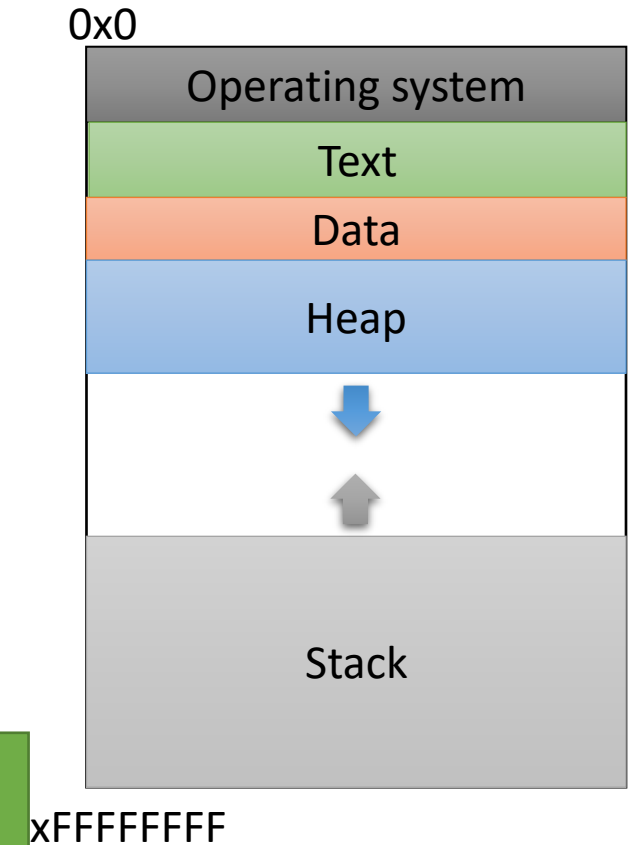 0x0
Operating system
Text
Data
Heap
Stack
xFFFFFFFF